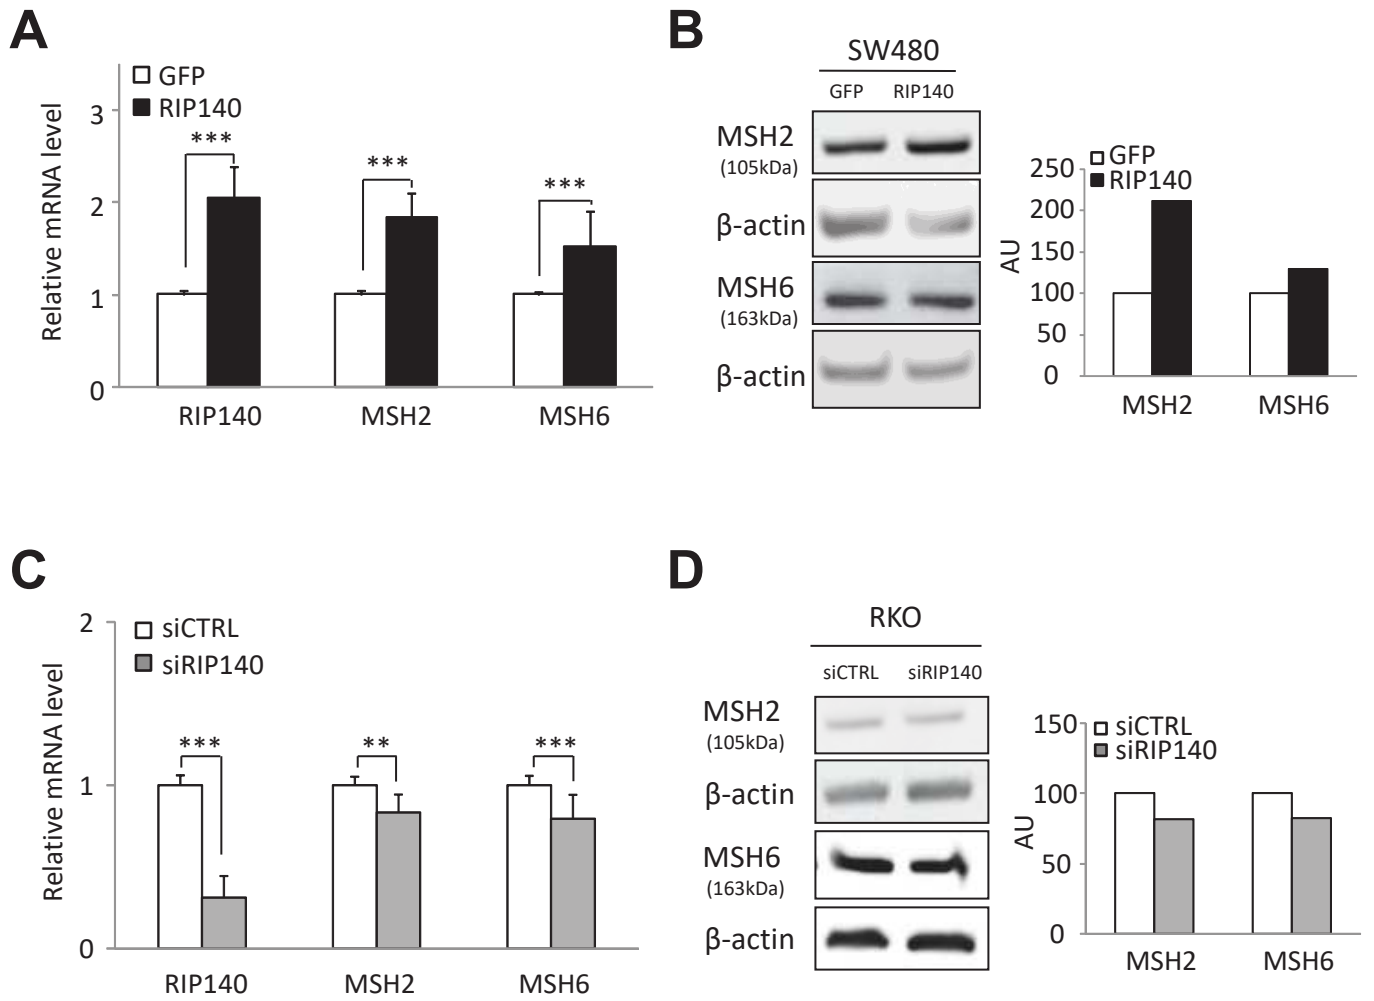 A
GFP
RIP140
Relative mRNA level
3
2
1
0
***
***
***
RIP140 MSH2 MSH6
B
SW480
GFP RIP140
MSH2
(105kDa)
β-actin
MSH6
(163kDa)
β-actin
GFP
RIP140
AU
250
200
150
100
50
0
MSH2 MSH6
C
siCTRL
siRIP140
Relative mRNA level
2
1
0
***
**
***
RIP140 MSH2 MSH6
D
RKO
siCTRL siRIP140
MSH2
(105kDa)
β-actin
MSH6
(163kDa)
β-actin
siCTRL
siRIP140
AU
150
100
50
0
MSH2 MSH6